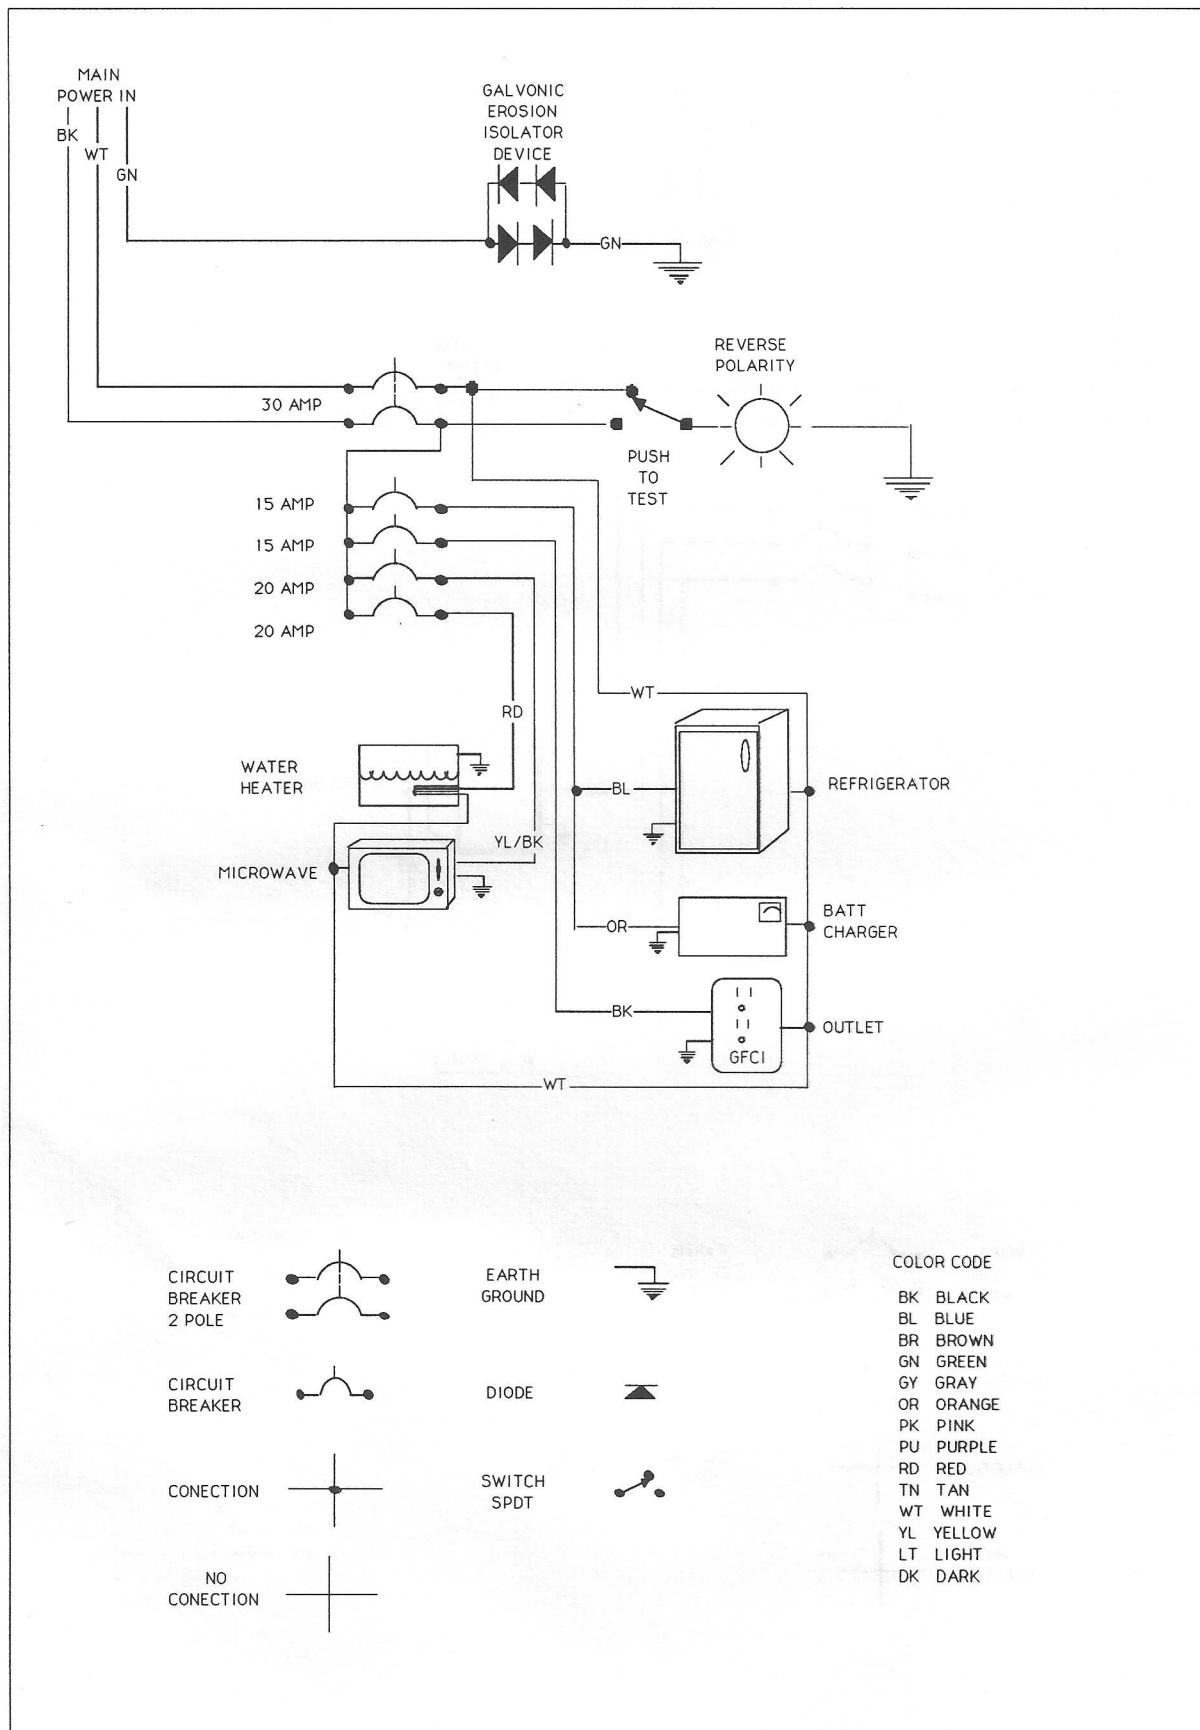 MAIN
POWER IN
BK
WT
GN
GALVONIC
EROSION
ISOLATOR
DEVICE
GN
REVERSE
POLARITY
30 AMP
PUSH
TO
TEST
15 AMP
15 AMP
20 AMP
20 AMP
WT
RD
WATER
HEATER
BL
REFRIGERATOR
YL/BK
MICROWAVE
OR
BATT
CHARGER
BK
OUTLET
GFCI
WT
CIRCUIT
BREAKER
2 POLE
EARTH
GROUND
CIRCUIT
BREAKER
DIODE
CONECTION
SWITCH
SPDT
NO
CONECTION
COLOR CODE
BK BLACK
BL BLUE
BR BROWN
GN GREEN
GY GRAY
OR ORANGE
PK PINK
PU PURPLE
RD RED
TN TAN
WT WHITE
YL YELLOW
LT LIGHT
DK DARK